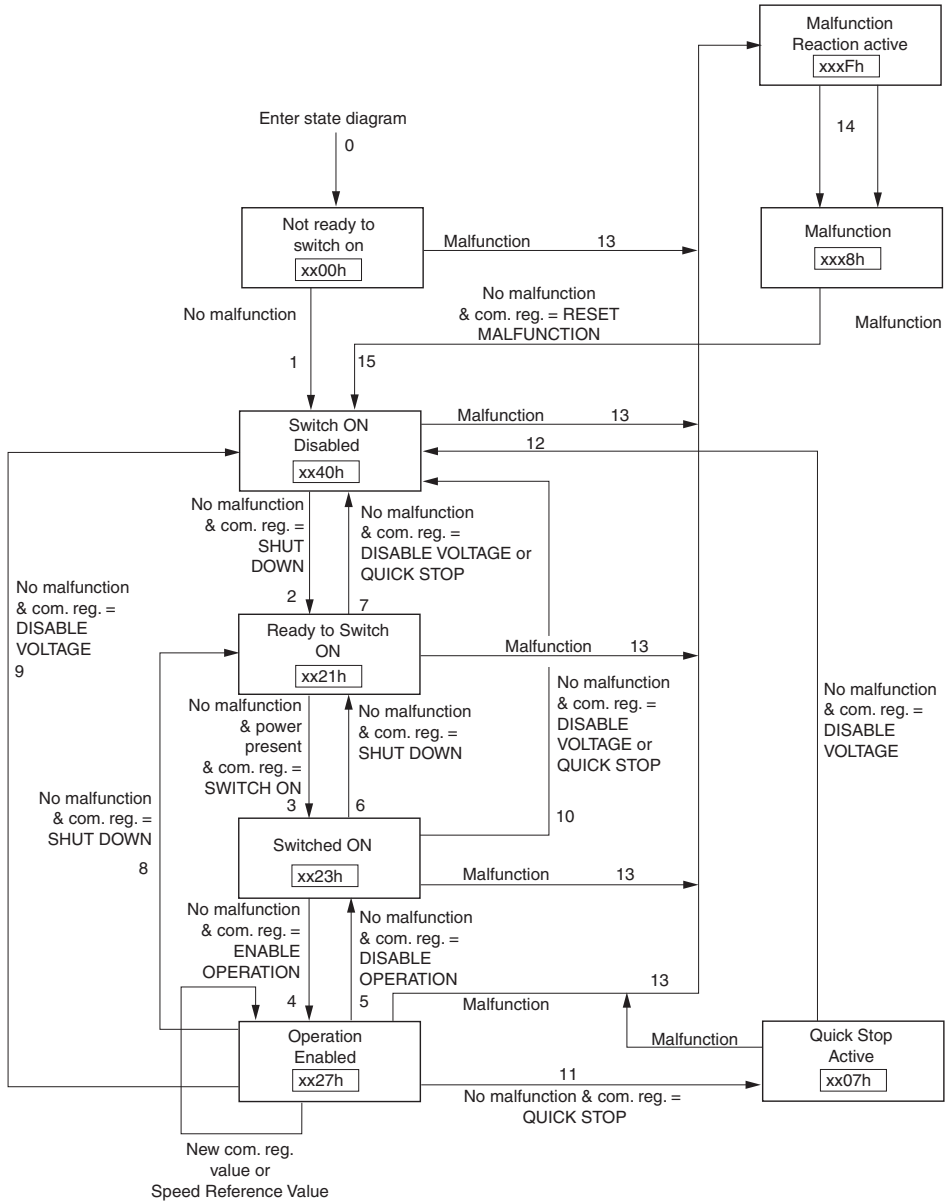 Malfunction
Reaction active
xxxFh
14
Malfunction
xxx8h
Malfunction
Enter state diagram
0
Not ready to
switch on
xx00h
Malfunction 13
No malfunction
1
No malfunction
& com. reg. = RESET
MALFUNCTION
15
Switch ON
Disabled
xx40h
Malfunction 13
12
No malfunction
& com. reg. =
SHUT
DOWN
2
No malfunction
& com. reg. =
DISABLE VOLTAGE or
QUICK STOP
7
No malfunction
& com. reg. =
DISABLE
VOLTAGE
9
Ready to Switch
ON
xx21h
Malfunction 13
No malfunction
& power
present
& com. reg. =
SWITCH ON
3
No malfunction
& com. reg. =
SHUT DOWN
6
No malfunction
& com. reg. =
DISABLE
VOLTAGE or
QUICK STOP
10
No malfunction
& com. reg. =
DISABLE
VOLTAGE
No malfunction
& com. reg. =
SHUT DOWN
8
Switched ON
xx23h
Malfunction 13
No malfunction
& com. reg. =
ENABLE
OPERATION
4
No malfunction
& com. reg. =
DISABLE
OPERATION
5
13
Malfunction
Malfunction
Operation
Enabled
xx27h
11
No malfunction & com. reg. =
QUICK STOP
Quick Stop
Active
xx07h
New com. reg.
value or
Speed Reference Value